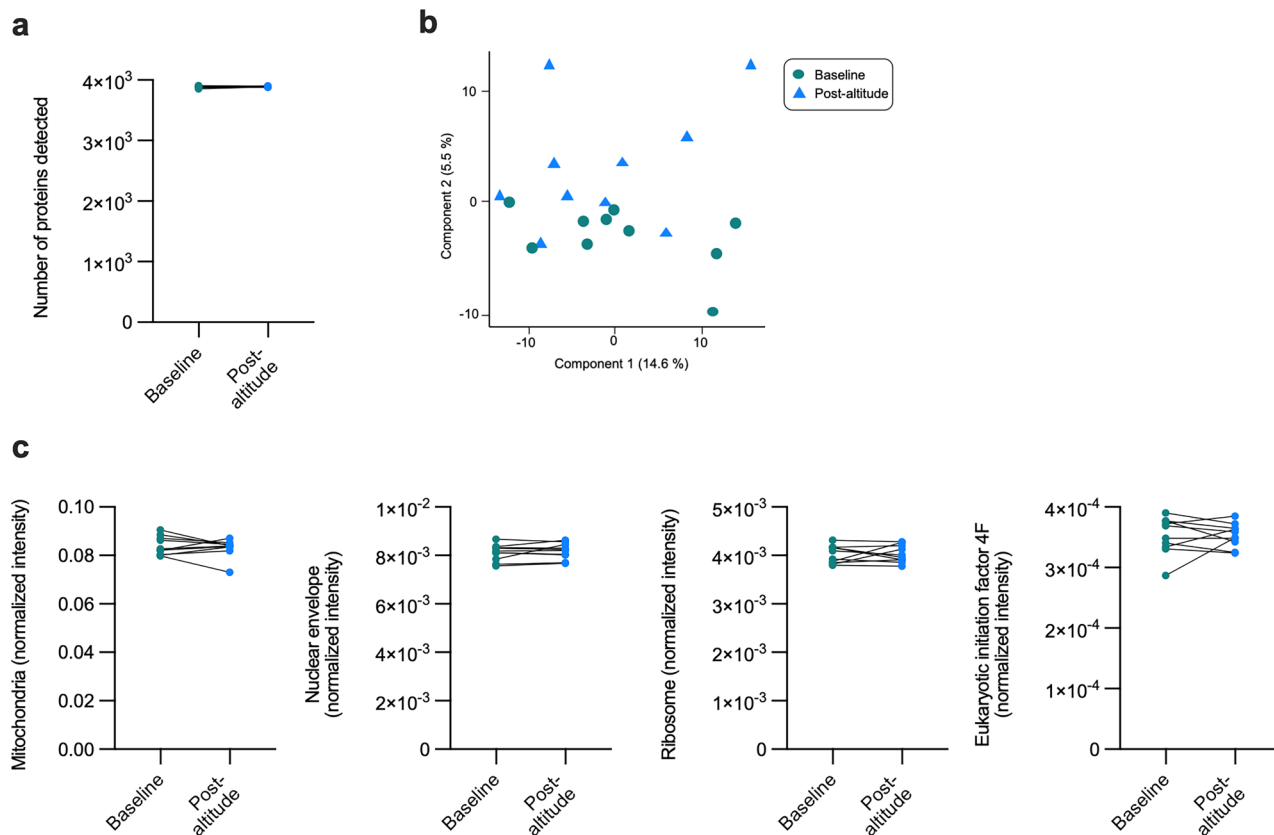 a
Number of proteins detected
4×10³
3×10³
2×10³
1×10³
0
Baseline
Post-
altitude
b
Component 2 (5.5 %)
10
0
-10
-10
0
10
Component 1 (14.6 %)
Baseline
Post-altitude
c
Mitochondria (normalized intensity)
0.10
0.08
0.06
0.04
0.02
0.00
Baseline
Post-
altitude
Nuclear envelope
(normalized intensity)
1×10⁻²
8×10⁻³
6×10⁻³
4×10⁻³
2×10⁻³
0
Baseline
Post-
altitude
Ribosome (normalized intensity)
5×10⁻³
4×10⁻³
3×10⁻³
2×10⁻³
1×10⁻³
0
Baseline
Post-
altitude
Eukaryotic initiation factor 4F
(normalized intensity)
4×10⁻⁴
3×10⁻⁴
2×10⁻⁴
1×10⁻⁴
0
Baseline
Post-
altitude